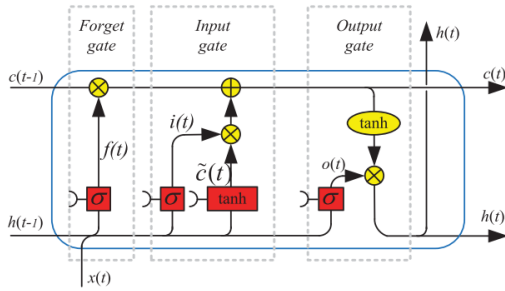 Forget
gate
Input
gate
Output
gate
h(t)
c(t-1)
c(t)
tanh
f(t)
i(t)
c̃(t)
o(t)
σ
σ
tanh
σ
h(t-1)
h(t)
x(t)